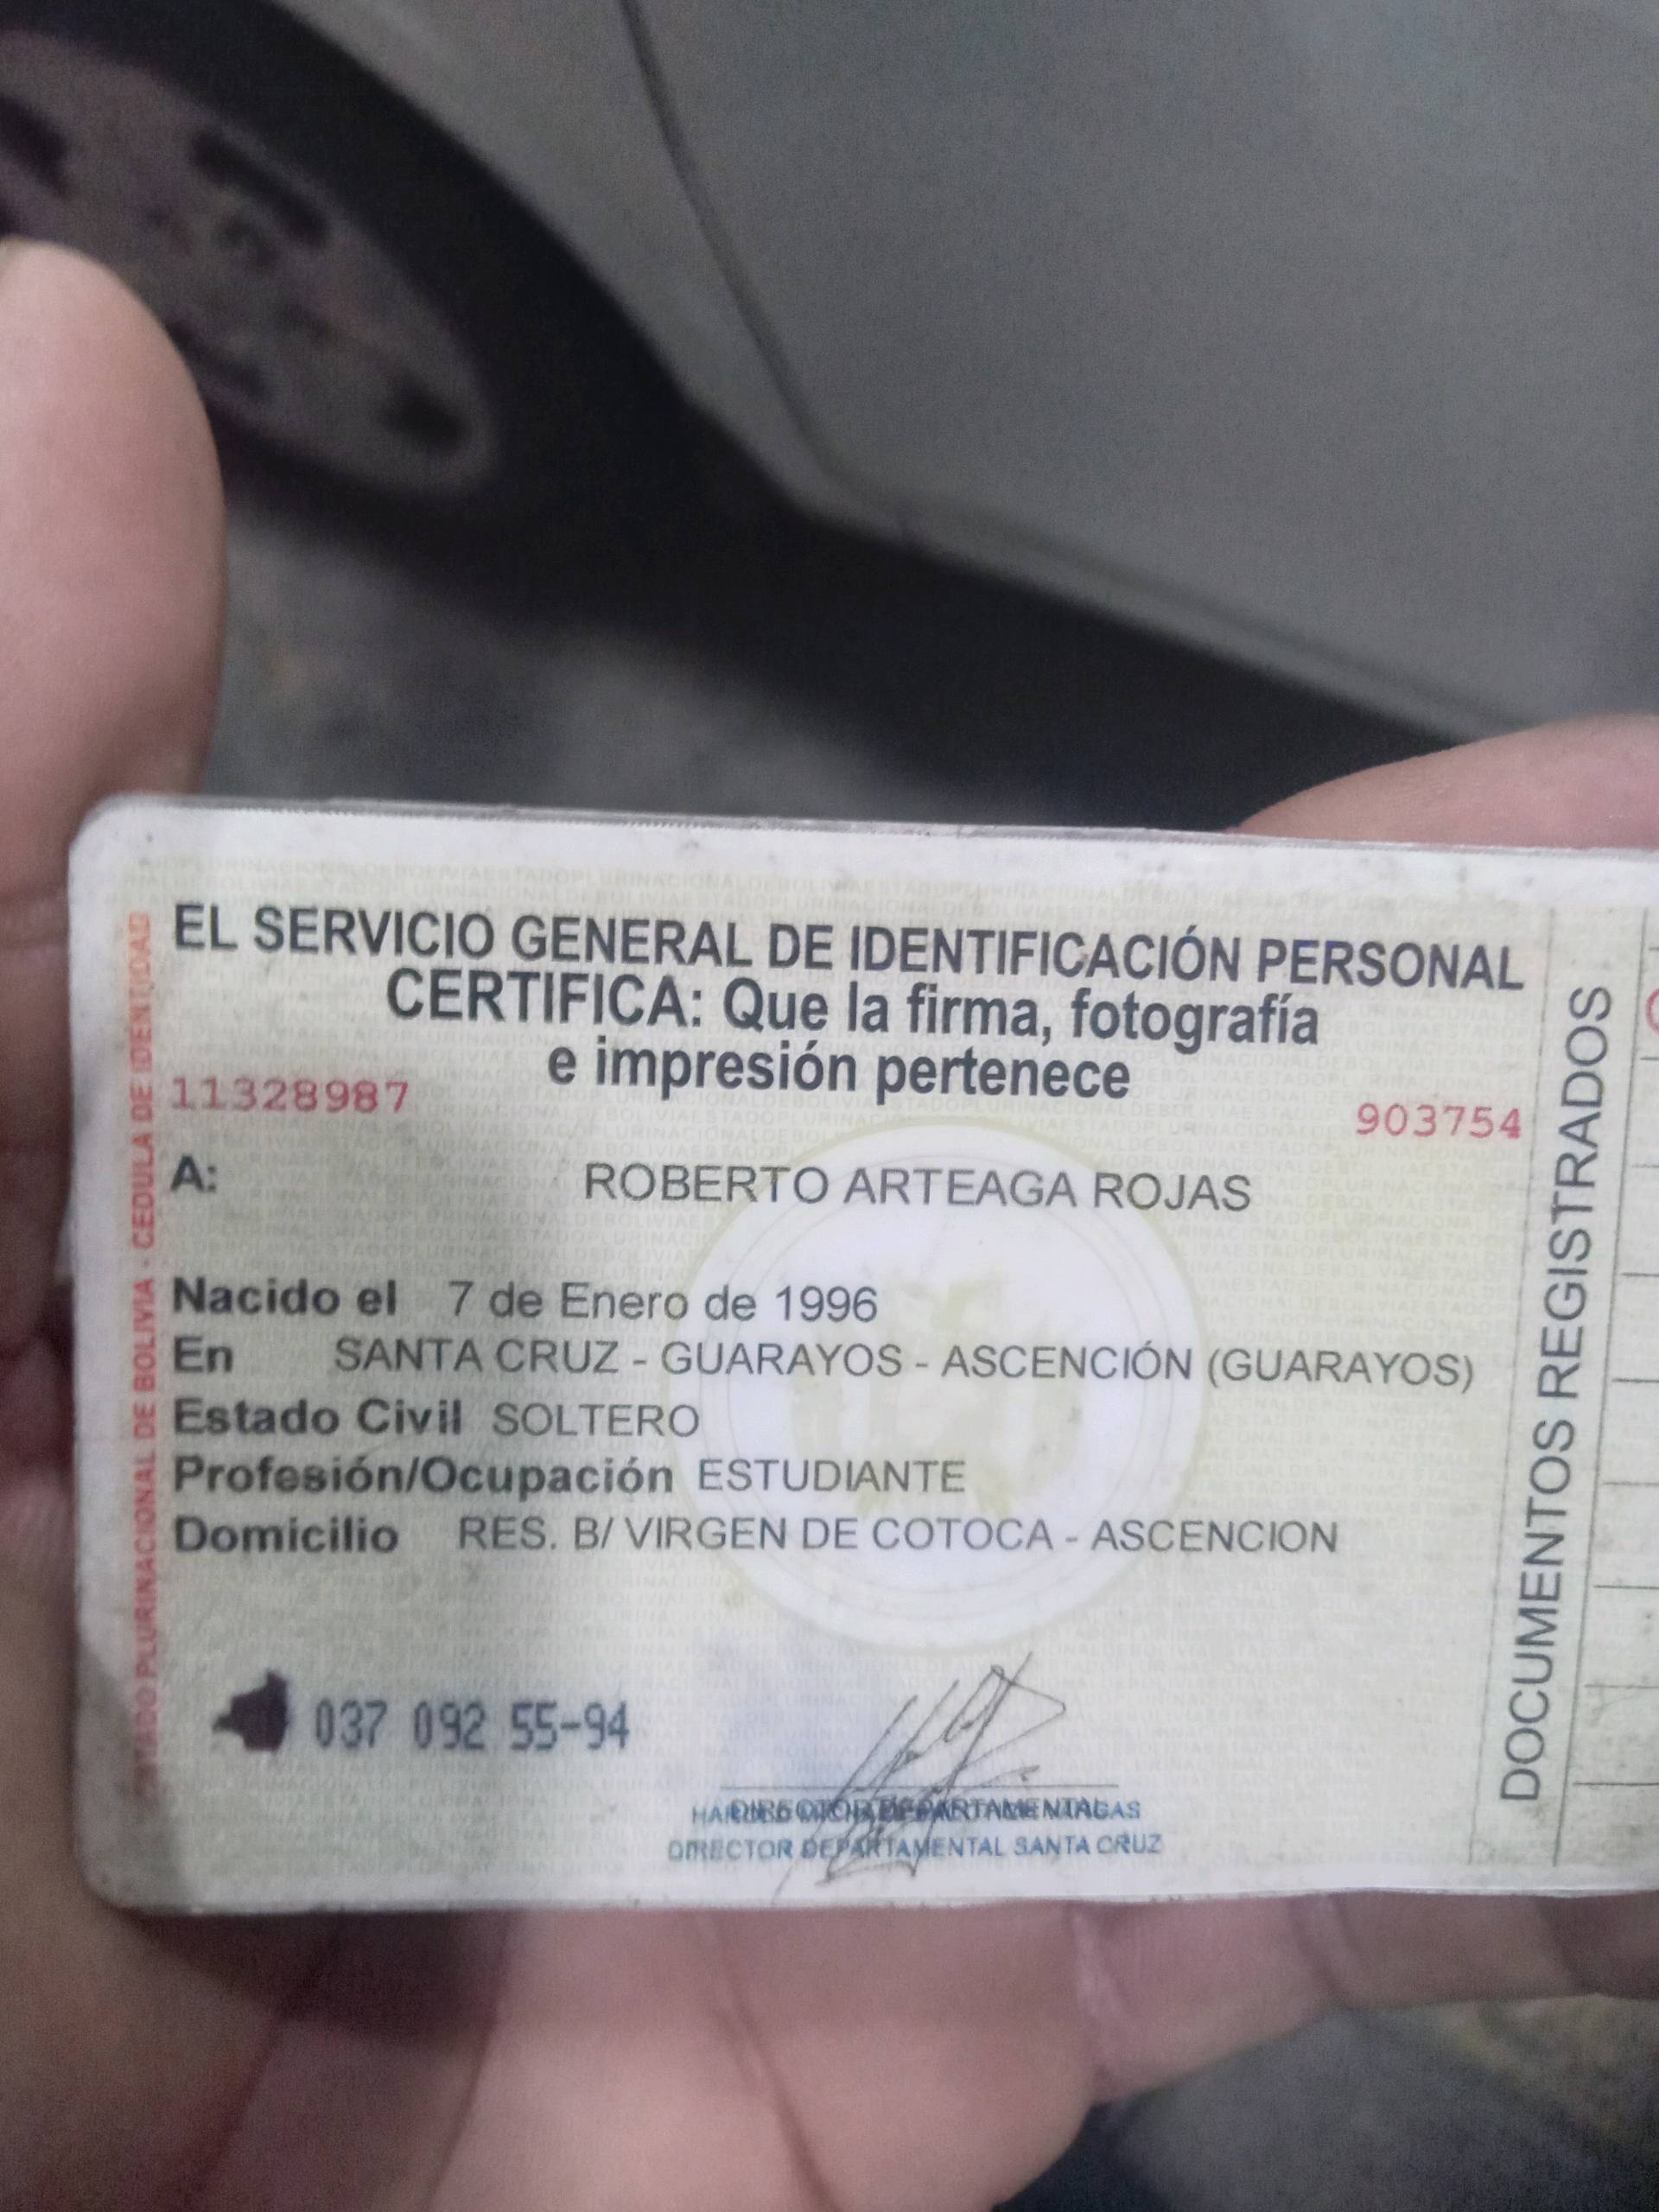 EL SERVICIO GENERAL DE IDENTIFICACIÓN PERSONAL
CERTIFICA: Que la firma, fotografía
e impresión pertenece
11328987
903754
A: ROBERTO ARTEAGA ROJAS
Nacido el 7 de Enero de 1996
En SANTA CRUZ - GUARAYOS - ASCENCIÓN (GUARAYOS)
Estado Civil SOLTERO
Profesión/Ocupación ESTUDIANTE
Domicilio RES. B/ VIRGEN DE COTOCA - ASCENCION
037 092 55-94
DIRECTOR DEPARTAMENTAL
DIRECTOR DEPARTAMENTAL SANTA CRUZ
ESTADO PLURINACIONAL DE BOLIVIA - CEDULA DE IDENTIDAD
DOCUMENTOS REGISTRADOS